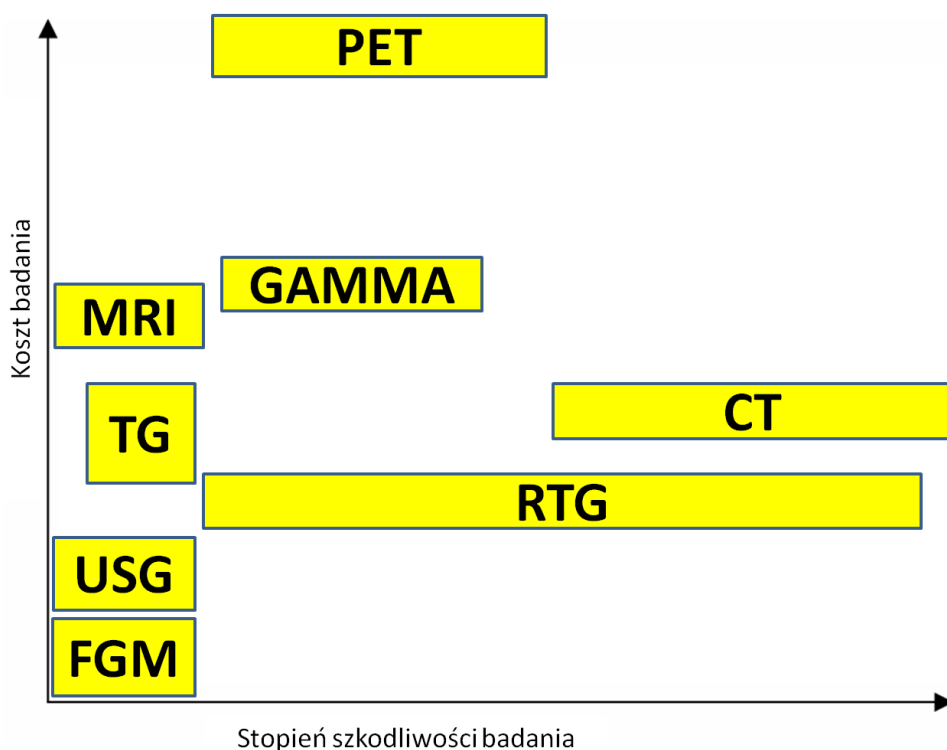 PET
Koszt badania
GAMMA
MRI
CT
TG
RTG
USG
FGM
Stopień szkodliwości badania